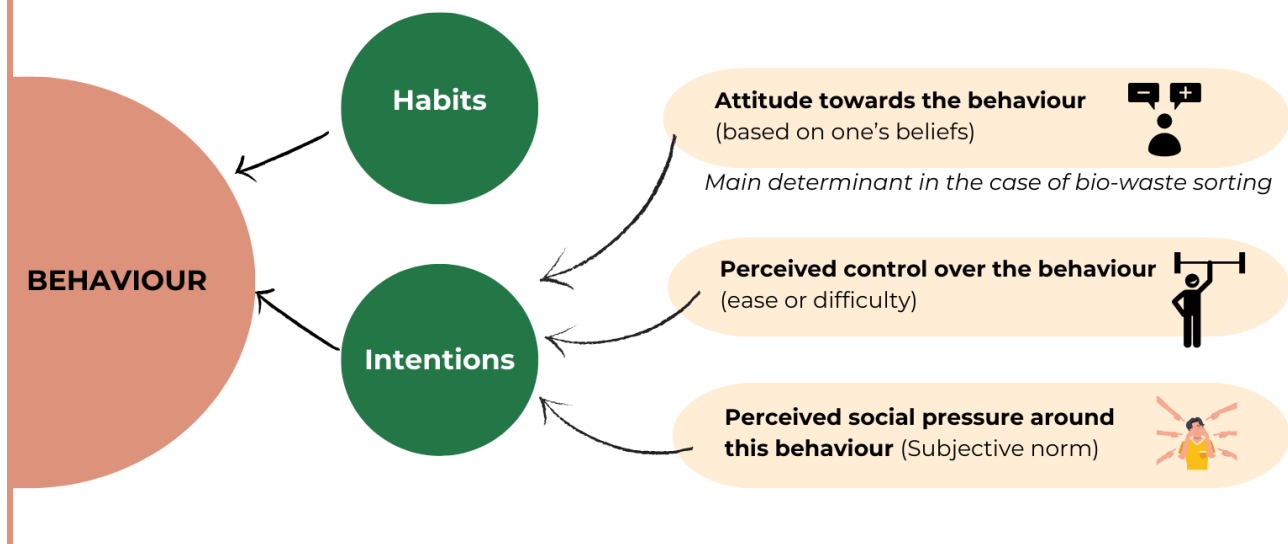 Habits
Attitude towards the behaviour
(based on one's beliefs)
Main determinant in the case of bio-waste sorting
BEHAVIOUR
Perceived control over the behaviour
(ease or difficulty)
Intentions
Perceived social pressure around
this behaviour (Subjective norm)